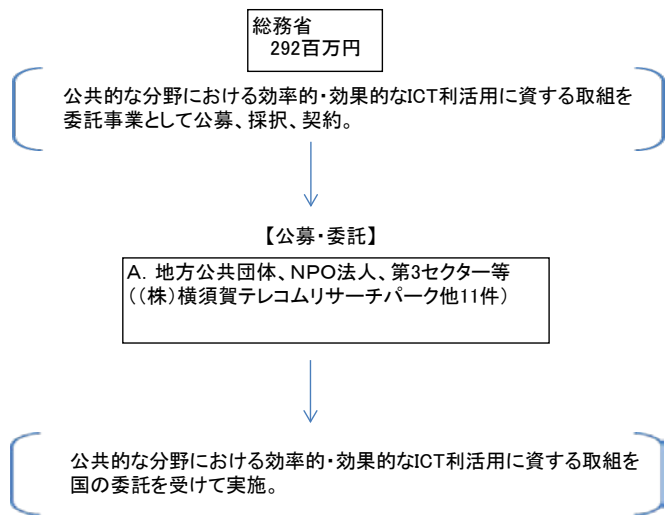 総務省
292百万円
公共的な分野における効率的・効果的なICT利活用に資する取組を
委託事業として公募、採択、契約。
【公募・委託】
A. 地方公共団体、NPO法人、第3セクター等
((株)横須賀テレコムリサーチパーク他11件)
公共的な分野における効率的・効果的なICT利活用に資する取組を
国の委託を受けて実施。